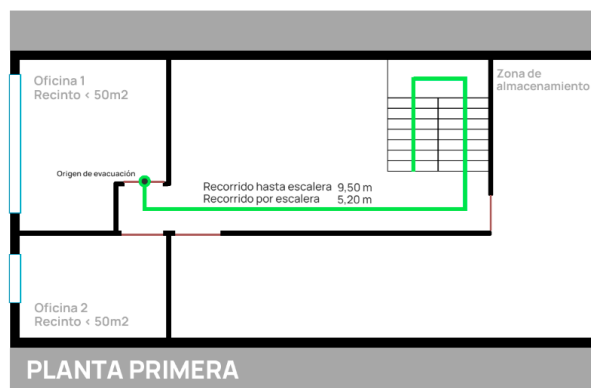 Oficina 1
Recinto < 50m2
Zona de
almacenamiento
Origen de evacuación
Recorrido hasta escalera 9,50 m
Recorrido por escalera 5,20 m
Oficina 2
Recinto < 50m2
PLANTA PRIMERA